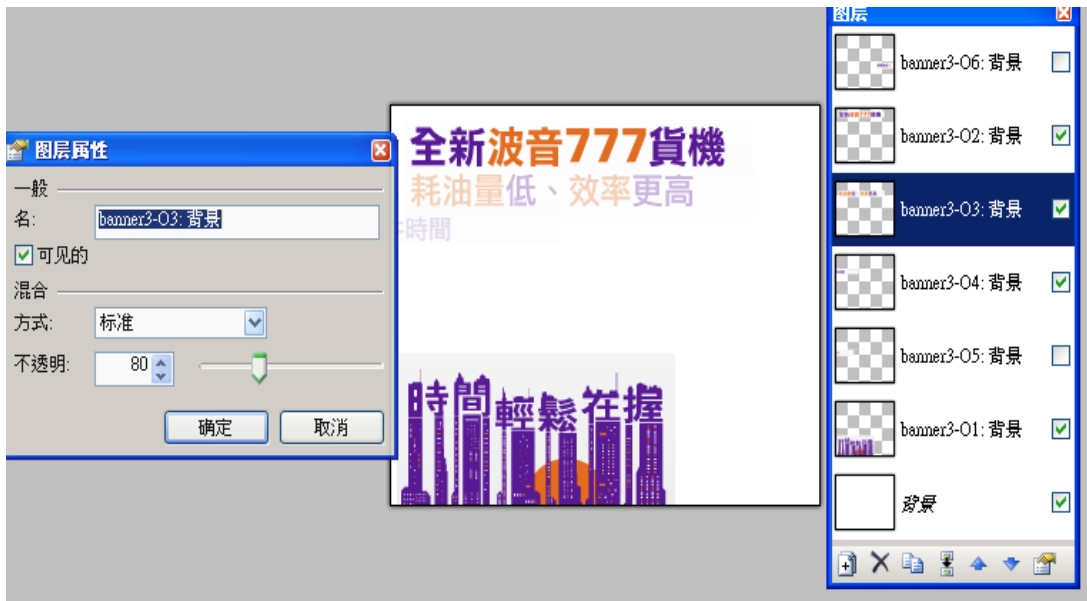 图层属性
一般
名: banner3-O3: 背景
可见的
混合
方式: 标准
不透明: 80
确定 取消
全新波音777貨機
耗油量低、效率更高
時間
時間輕鬆在握
图层
banner3-O6: 背景
banner3-O2: 背景
banner3-O3: 背景
banner3-O4: 背景
banner3-O5: 背景
banner3-O1: 背景
背景